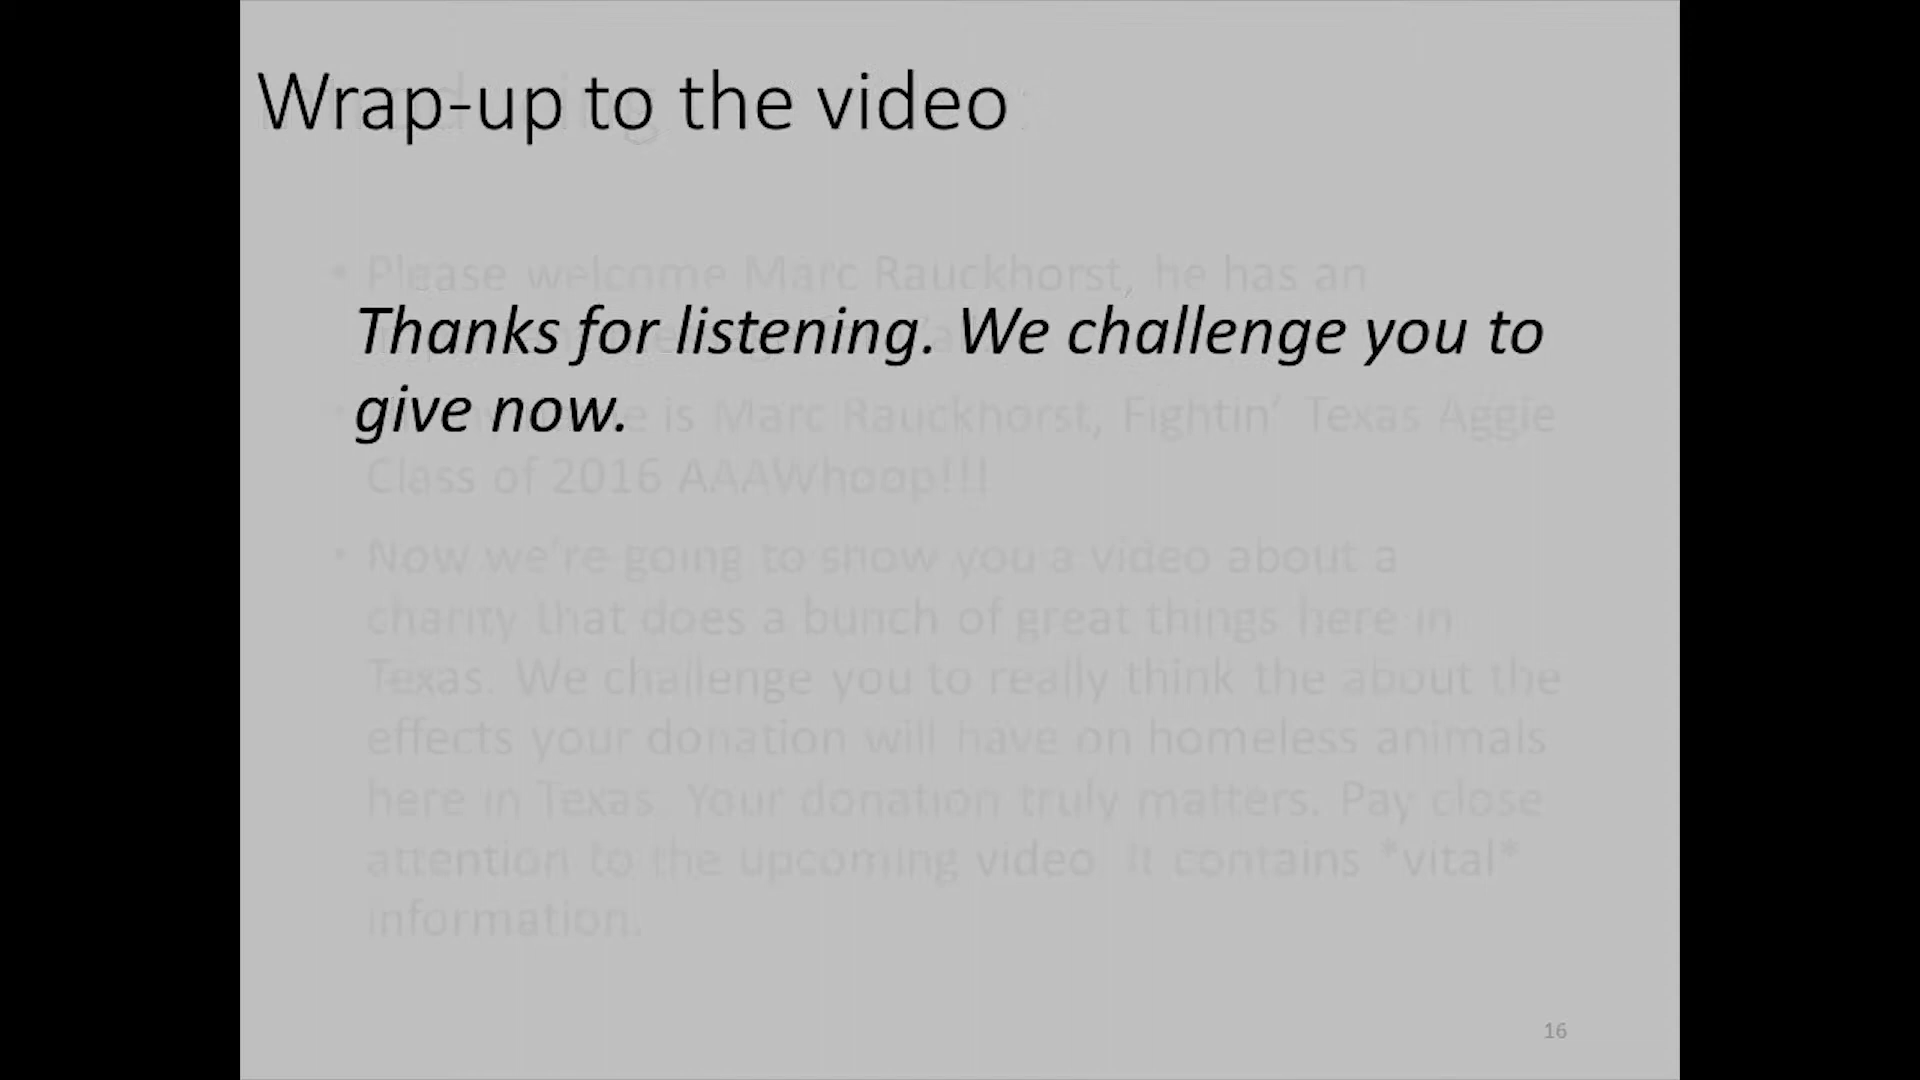 Wrap-up to the video
Please welcome Marc Rauckhorst, he has an
Thanks for listening. We challenge you to
give now.
is Marc Rauckhorst, Fightin’ Texas Aggie
Class of 2016 AAAWhoop!!!
Now we’re going to show you a video about a
charity that does a bunch of great things here in
Texas. We challenge you to really think the about the
effects your donation will have on homeless animals
here in Texas. Your donation truly matters. Pay close
attention to the upcoming video. It contains *vital*
information.
16